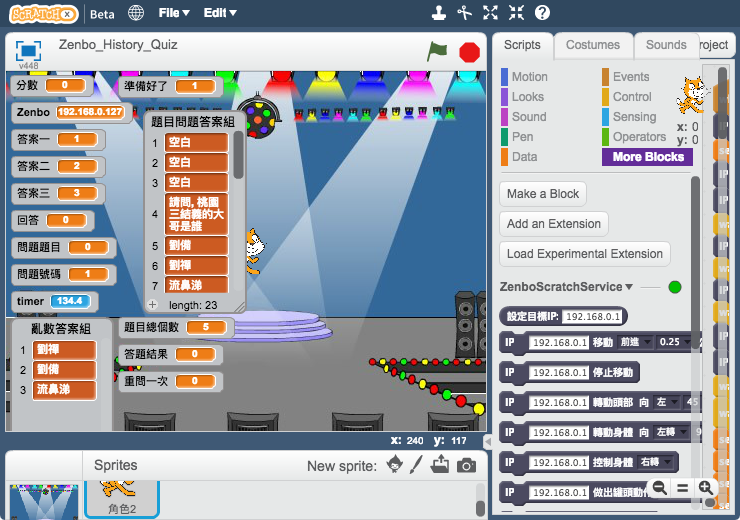 SCRATCHX
Beta
File
Edit
Zenbo_History_Quiz
v448
Scripts
Costumes
Sounds
roject
分數 0
準備好了 1
Zenbo 192.168.0.127
答案一 1
答案二 2
答案三 3
回答 0
問題題目 0
問題號碼 1
timer 134.4
題目問題答案組
1 空白
2 空白
3 空白
4 請問, 桃園
三結義的大
哥是誰
5 劉備
6 劉禪
7 流鼻涕
+ length: 23
亂數答案組
1 劉禪
2 劉備
3 流鼻涕
題目總個數 5
答題結果 0
重問一次 0
x: 240 y: 117
Sprites
New sprite:
角色2
Motion
Looks
Sound
Pen
Data
Events
Control
Sensing
Operators
More Blocks
x: 0
y: 0
Make a Block
Add an Extension
Load Experimental Extension
ZenboScratchService
設定目標IP: 192.168.0.1
IP 192.168.0.1 移動 前進 0.25
IP 192.168.0.1 停止移動
IP 192.168.0.1 轉動頭部 向 左 45
IP 192.168.0.1 轉動身體 向 左轉 9
IP 192.168.0.1 控制身體 右轉
IP 192.168.0.1 做出罐頭動